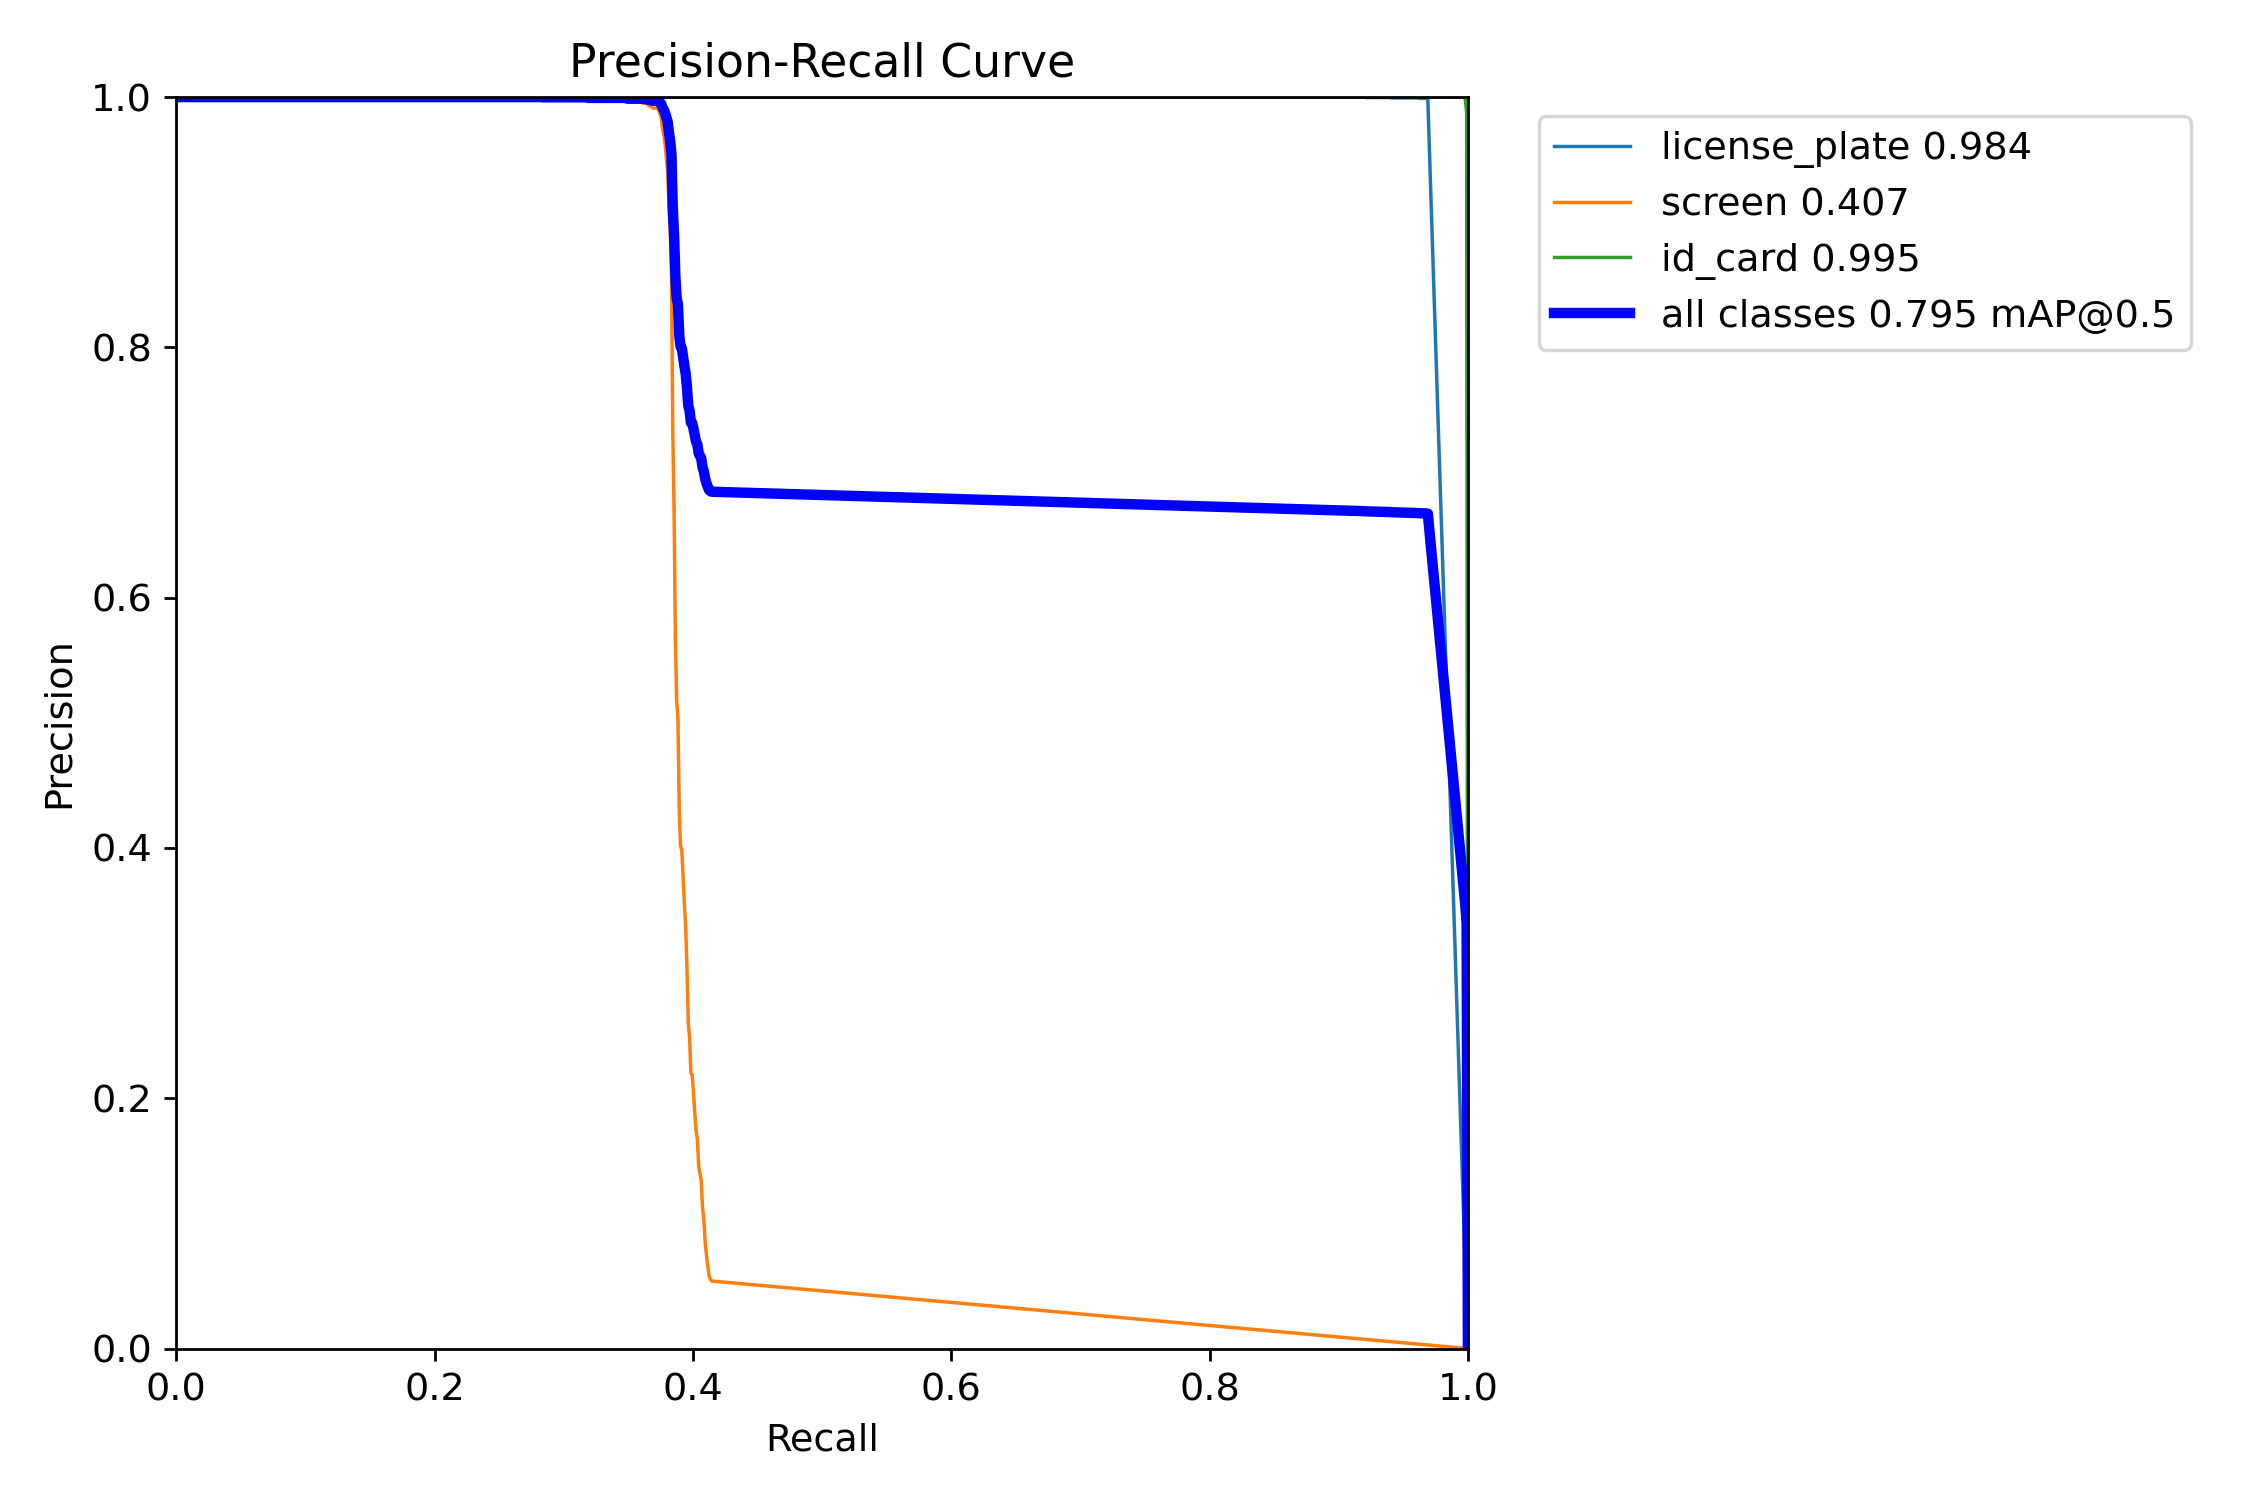 Precision-Recall Curve
license_plate 0.984
screen 0.407
id_card 0.995
all classes 0.795 mAP@0.5
1.0
0.8
0.6
0.4
0.2
0.0
Precision
0.0 0.2 0.4 0.6 0.8 1.0
Recall